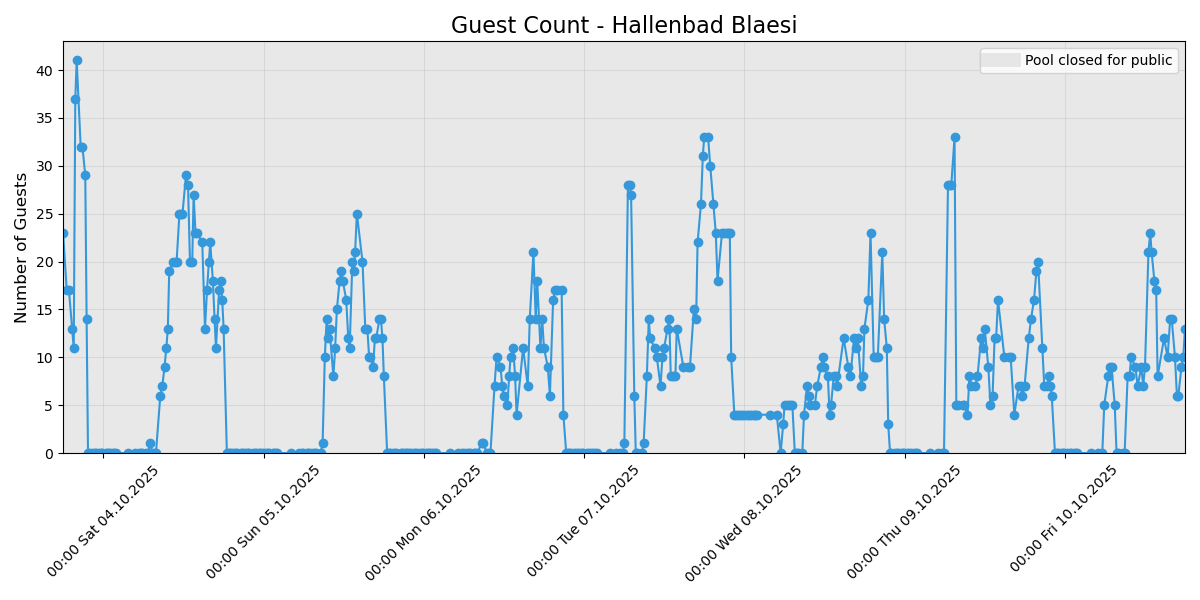 Guest Count - Hallenbad Blaesi
Pool closed for public
Number of Guests
40
35
30
25
20
15
10
5
0
00:00 Sat 04.10.2025
00:00 Sun 05.10.2025
00:00 Mon 06.10.2025
00:00 Tue 07.10.2025
00:00 Wed 08.10.2025
00:00 Thu 09.10.2025
00:00 Fri 10.10.2025